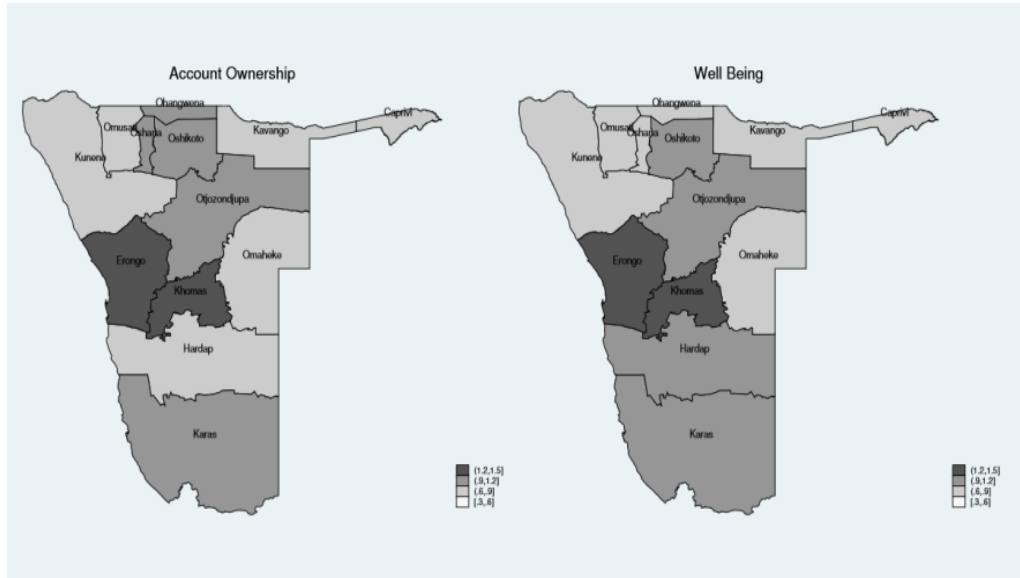 Account Ownership
Ohangwena
Caprivi
Omusati
Oshana
Oshikoto
Kavango
Kunene
Otjozondjupa
Omaheke
Erongo
Khomas
Hardap
Karas
(1.2,1.5]
(.9,1.2]
(.6,.9]
[.3,.6]
Well Being
Ohangwena
Caprivi
Omusati
Oshana
Oshikoto
Kavango
Kunene
Otjozondjupa
Omaheke
Erongo
Khomas
Hardap
Karas
(1.2,1.5]
(.9,1.2]
(.6,.9]
[.3,.6]